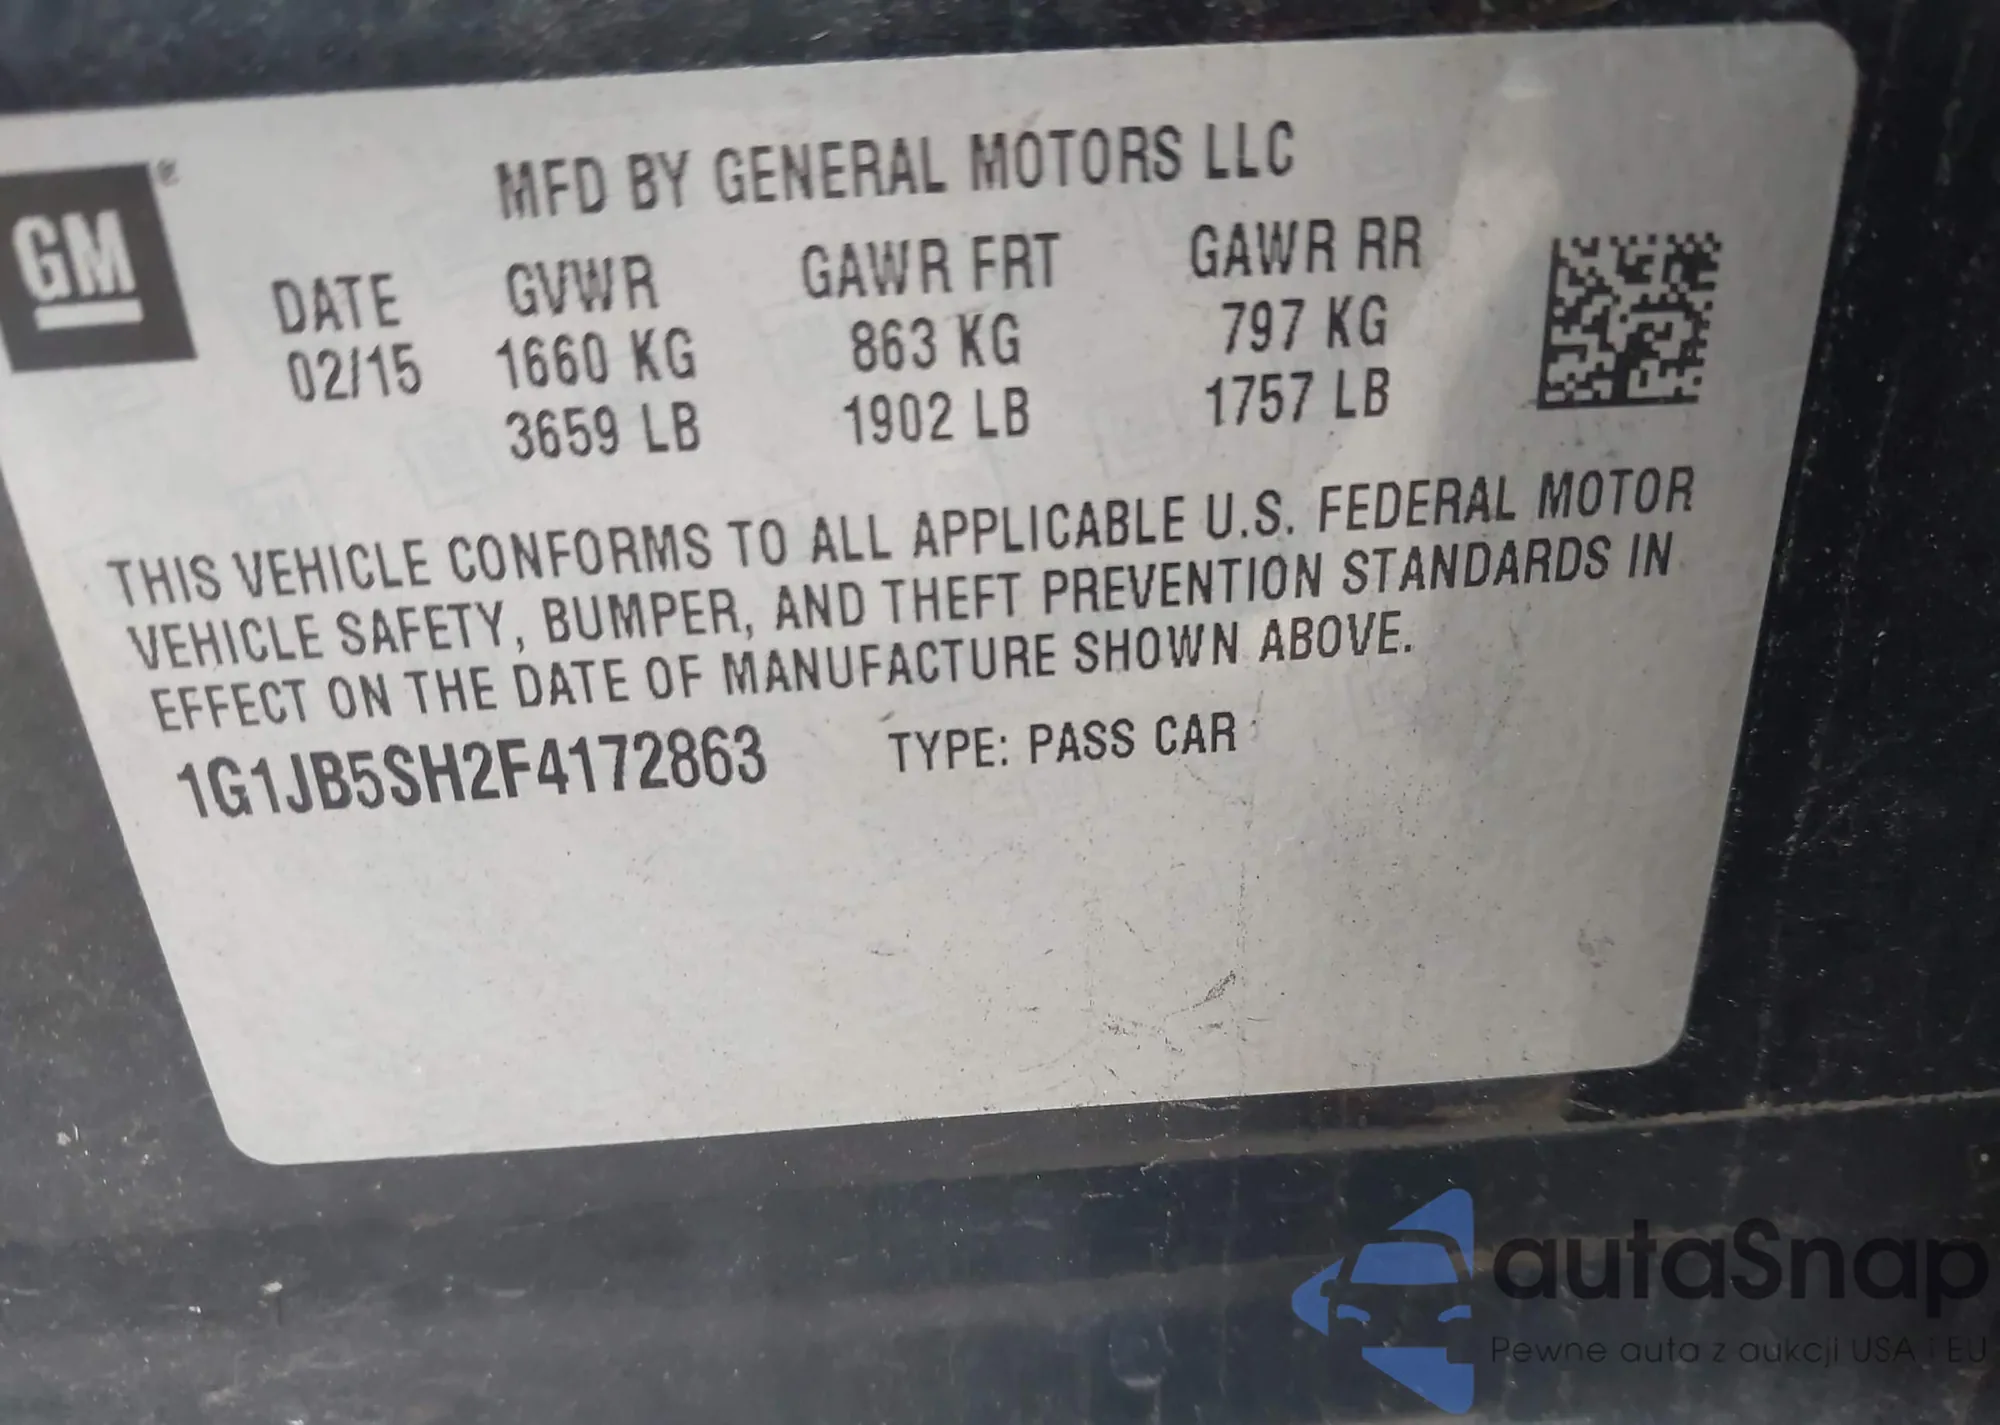 MFD BY GENERAL MOTORS LLC
GM ®
DATE GVWR GAWR FRT GAWR RR
02/15 1660 KG 863 KG 797 KG
3659 LB 1902 LB 1757 LB
THIS VEHICLE CONFORMS TO ALL APPLICABLE U.S. FEDERAL MOTOR
VEHICLE SAFETY, BUMPER, AND THEFT PREVENTION STANDARDS IN
EFFECT ON THE DATE OF MANUFACTURE SHOWN ABOVE.
1G1JB5SH2F4172863 TYPE: PASS CAR
autaSnap
Pewne auta z aukcji USA i EU